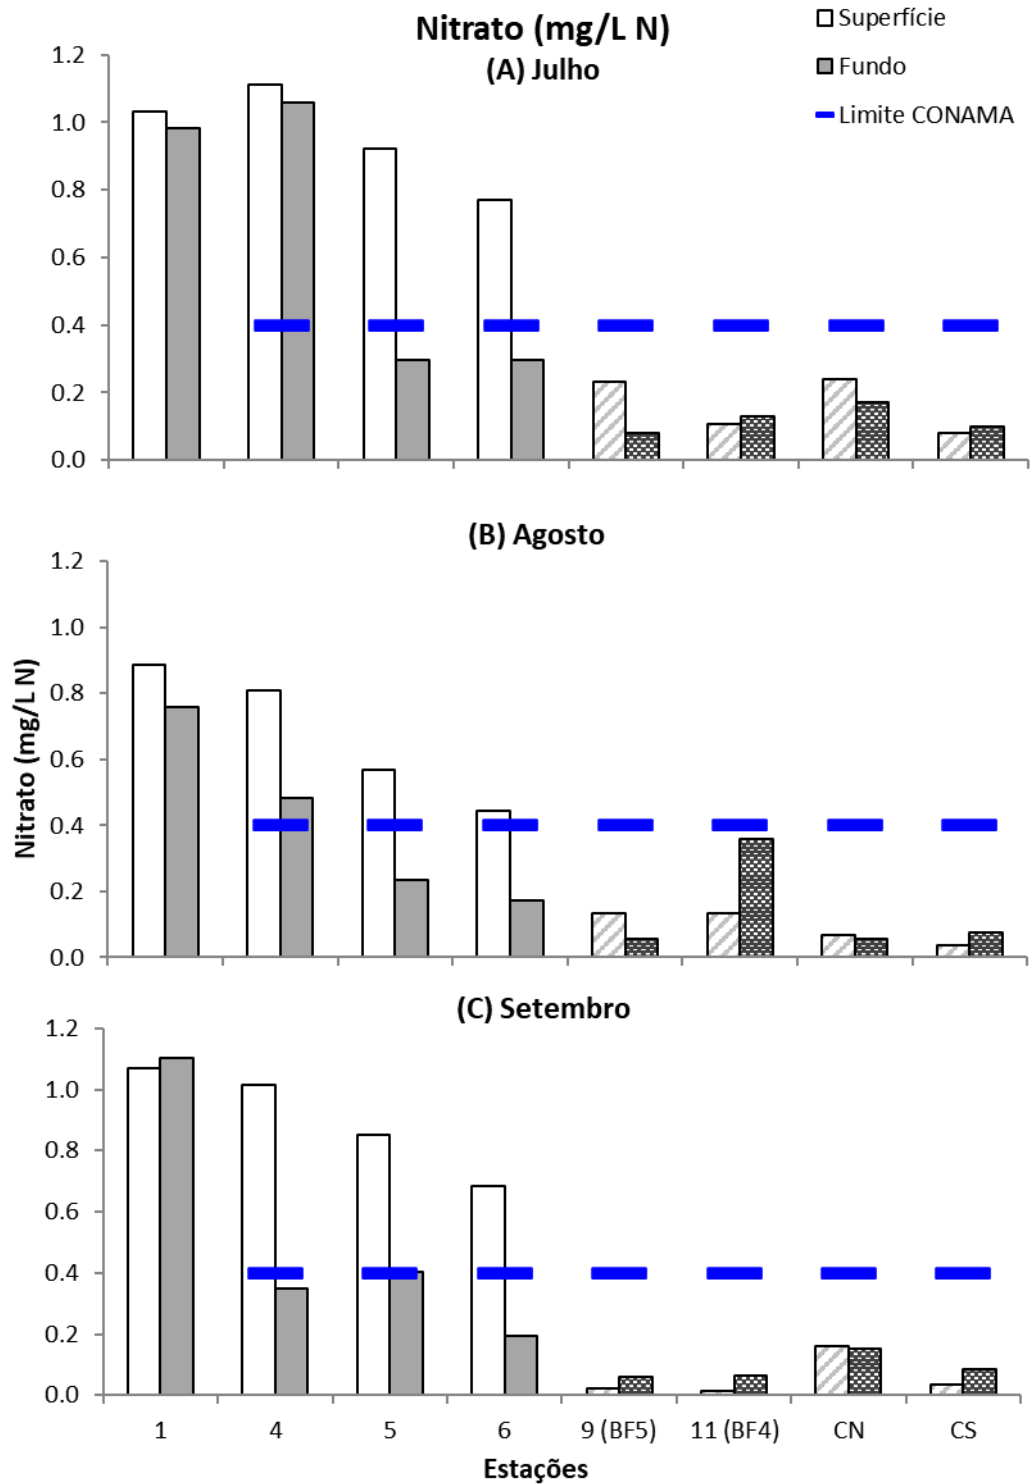 Nitrato (mg/L N)
Superfície
Fundo
Limite CONAMA
(A) Julho
1.2
1.0
0.8
0.6
0.4
0.2
0.0
(B) Agosto
1.2
1.0
0.8
0.6
0.4
0.2
0.0
Nitrato (mg/L N)
(C) Setembro
1.2
1.0
0.8
0.6
0.4
0.2
0.0
1 4 5 6 9 (BF5) 11 (BF4) CN CS
Estações